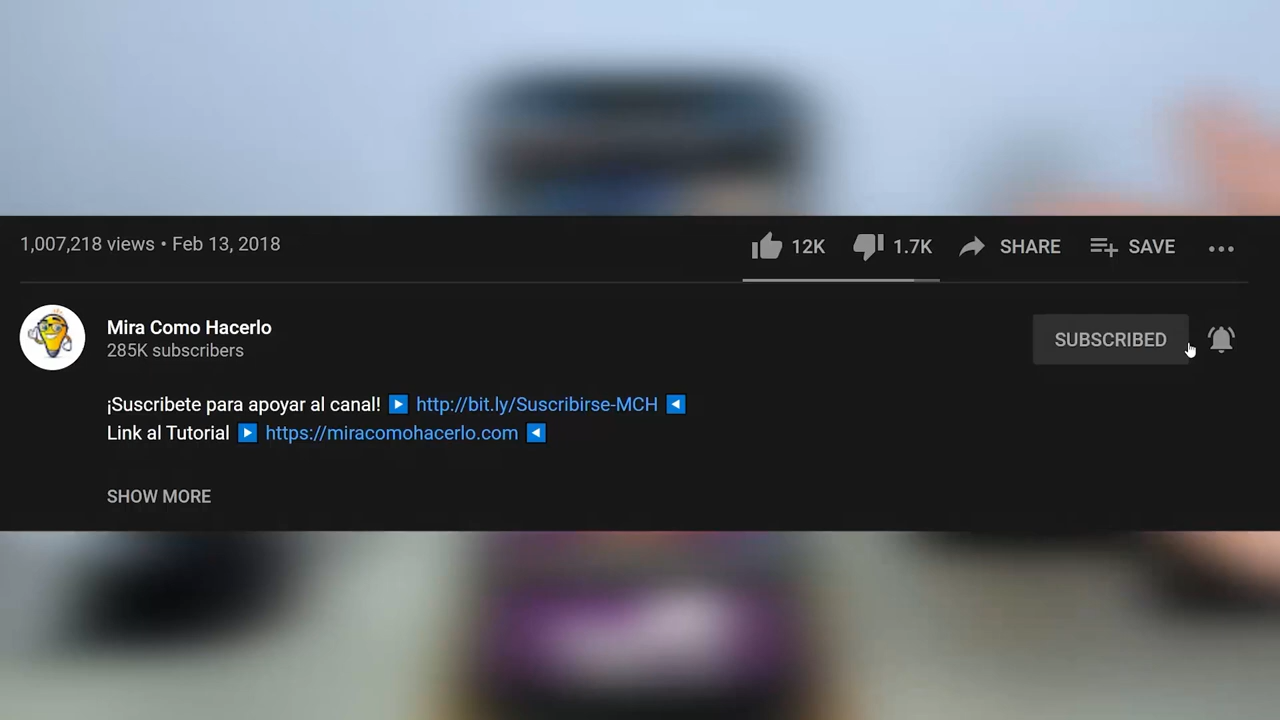 1,007,218 views • Feb 13, 2018
12K
1.7K
SHARE
SAVE
Mira Como Hacerlo
285K subscribers
SUBSCRIBED
¡Suscribete para apoyar al canal! ▶ http://bit.ly/Suscribirse-MCH ◀
Link al Tutorial ▶ https://miracomohacerlo.com ◀
SHOW MORE